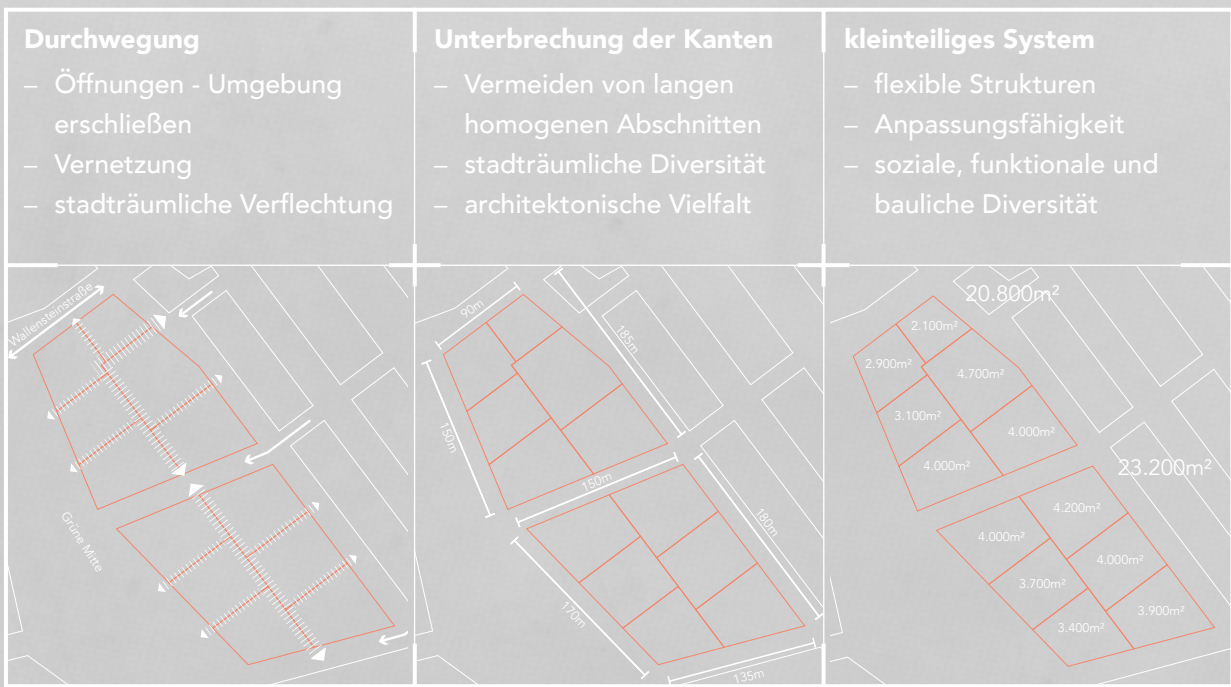 Durchwegung
– Öffnungen - Umgebung
erschließen
– Vernetzung
– stadträumliche Verflechtung
Unterbrechung der Kanten
– Vermeiden von langen
homogenen Abschnitten
– stadträumliche Diversität
– architektonische Vielfalt
kleinteiliges System
– flexible Strukturen
– Anpassungsfähigkeit
– soziale, funktionale und
bauliche Diversität
Wallensteinstraße
Grüne Mitte
90m
185m
150m
150m
180m
170m
135m
20.800m²
2.100m²
2.900m²
4.700m²
3.100m²
4.000m²
4.000m²
23.200m²
4.200m²
4.000m²
4.000m²
3.700m²
3.900m²
3.400m²